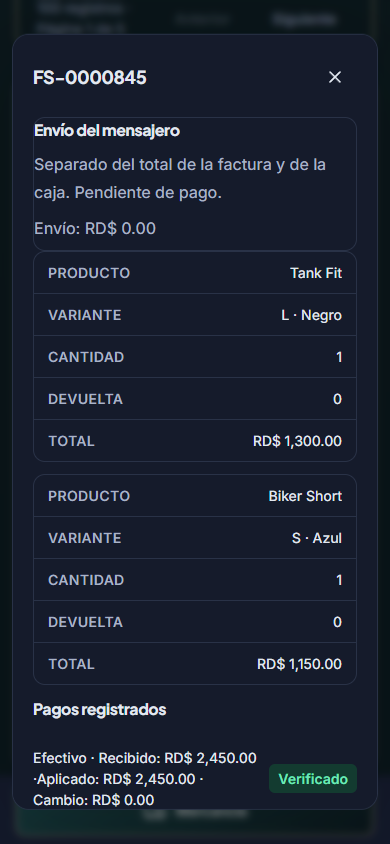 Siguiente
FS-0000845
Envío del mensajero
Separado del total de la factura y de la
caja. Pendiente de pago.
Envío: RD$ 0.00
PRODUCTO Tank Fit
VARIANTE L · Negro
CANTIDAD 1
DEVUELTA 0
TOTAL RD$ 1,300.00
PRODUCTO Biker Short
VARIANTE S · Azul
CANTIDAD 1
DEVUELTA 0
TOTAL RD$ 1,150.00
Pagos registrados
Efectivo · Recibido: RD$ 2,450.00
·Aplicado: RD$ 2,450.00 ·
Cambio: RD$ 0.00
Verificado